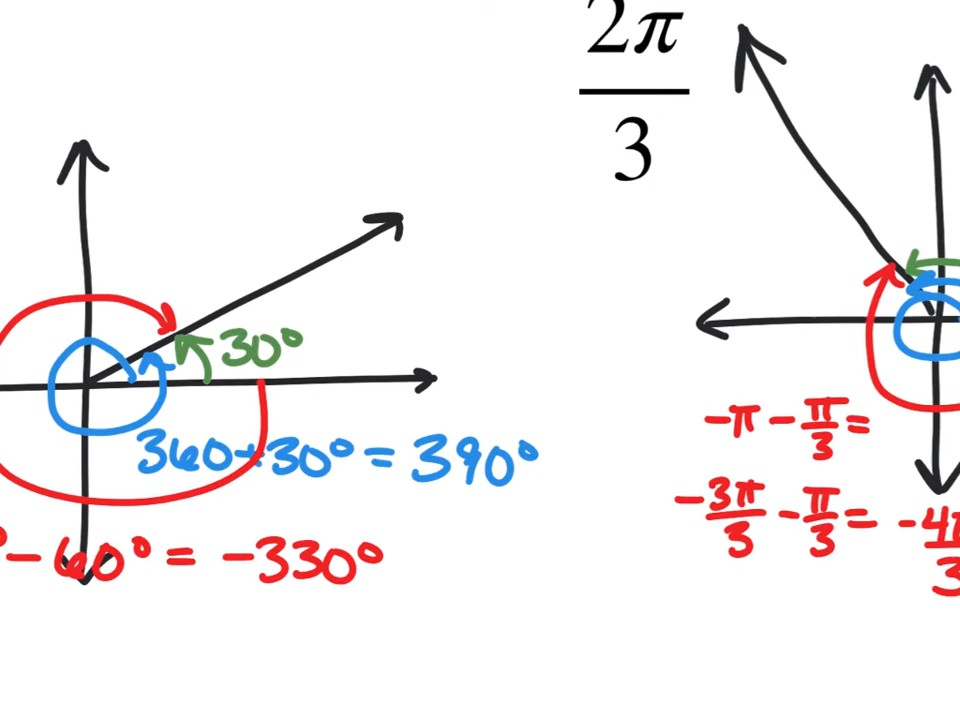 2π
3
30°
360+30° = 390°
° - 60° = -330°
-π - π/3 =
-3π/3 - π/3 = -4π/3